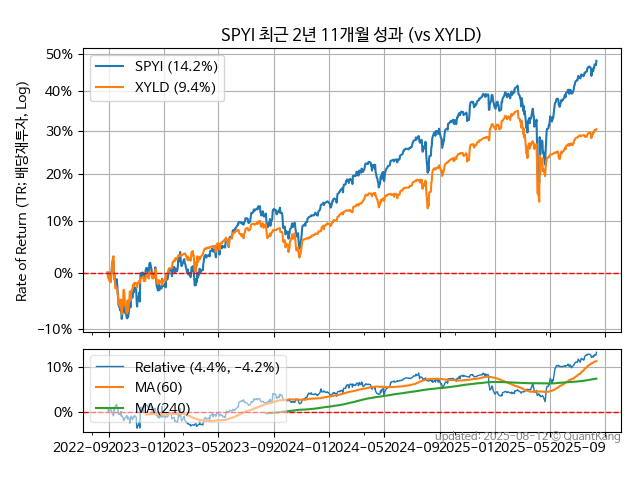 SPYI 최근 2년 11개월 성과 (vs XYLD)
Rate of Return (TR: 배당재투자, Log)
50%
40%
30%
20%
10%
0%
−10%
SPYI (14.2%)
XYLD (9.4%)
10%
0%
Relative (4.4%, −4.2%)
MA(60)
MA(240)
updated: 2025-08-12 © QuantKang
2022-09 2023-01 2023-05 2023-09 2024-01 2024-05 2024-09 2025-01 2025-05 2025-09